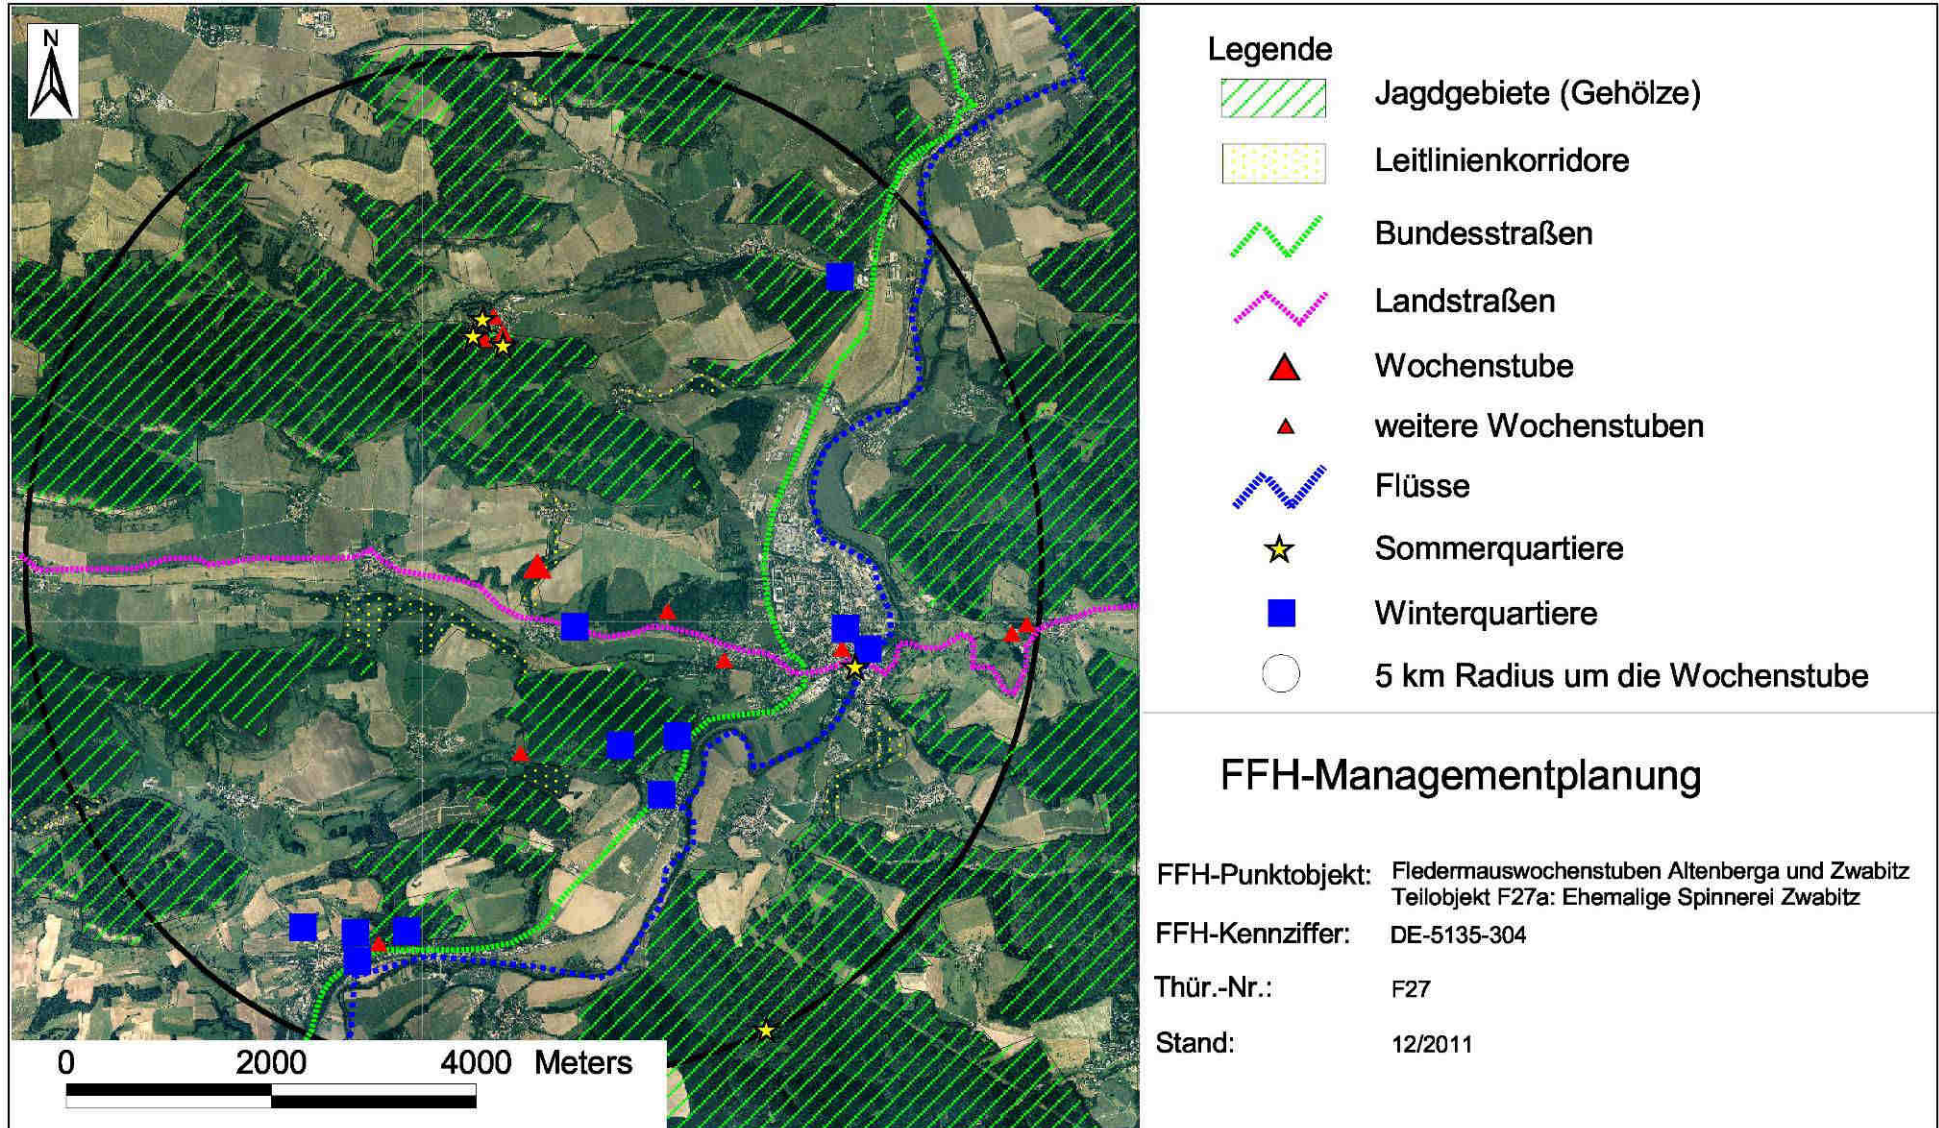 N
0 2000 4000 Meters
Legende
Jagdgebiete (Gehölze)
Leitlinienkorridore
Bundesstraßen
Landstraßen
Wochenstube
weitere Wochenstuben
Flüsse
Sommerquartiere
Winterquartiere
5 km Radius um die Wochenstube
FFH-Managementplanung
FFH-Punktobjekt: Fledermauswochenstuben Altenberga und Zwabitz
Teilobjekt F27a: Ehemalige Spinnerei Zwabitz
FFH-Kennziffer: DE-5135-304
Thür.-Nr.: F27
Stand: 12/2011